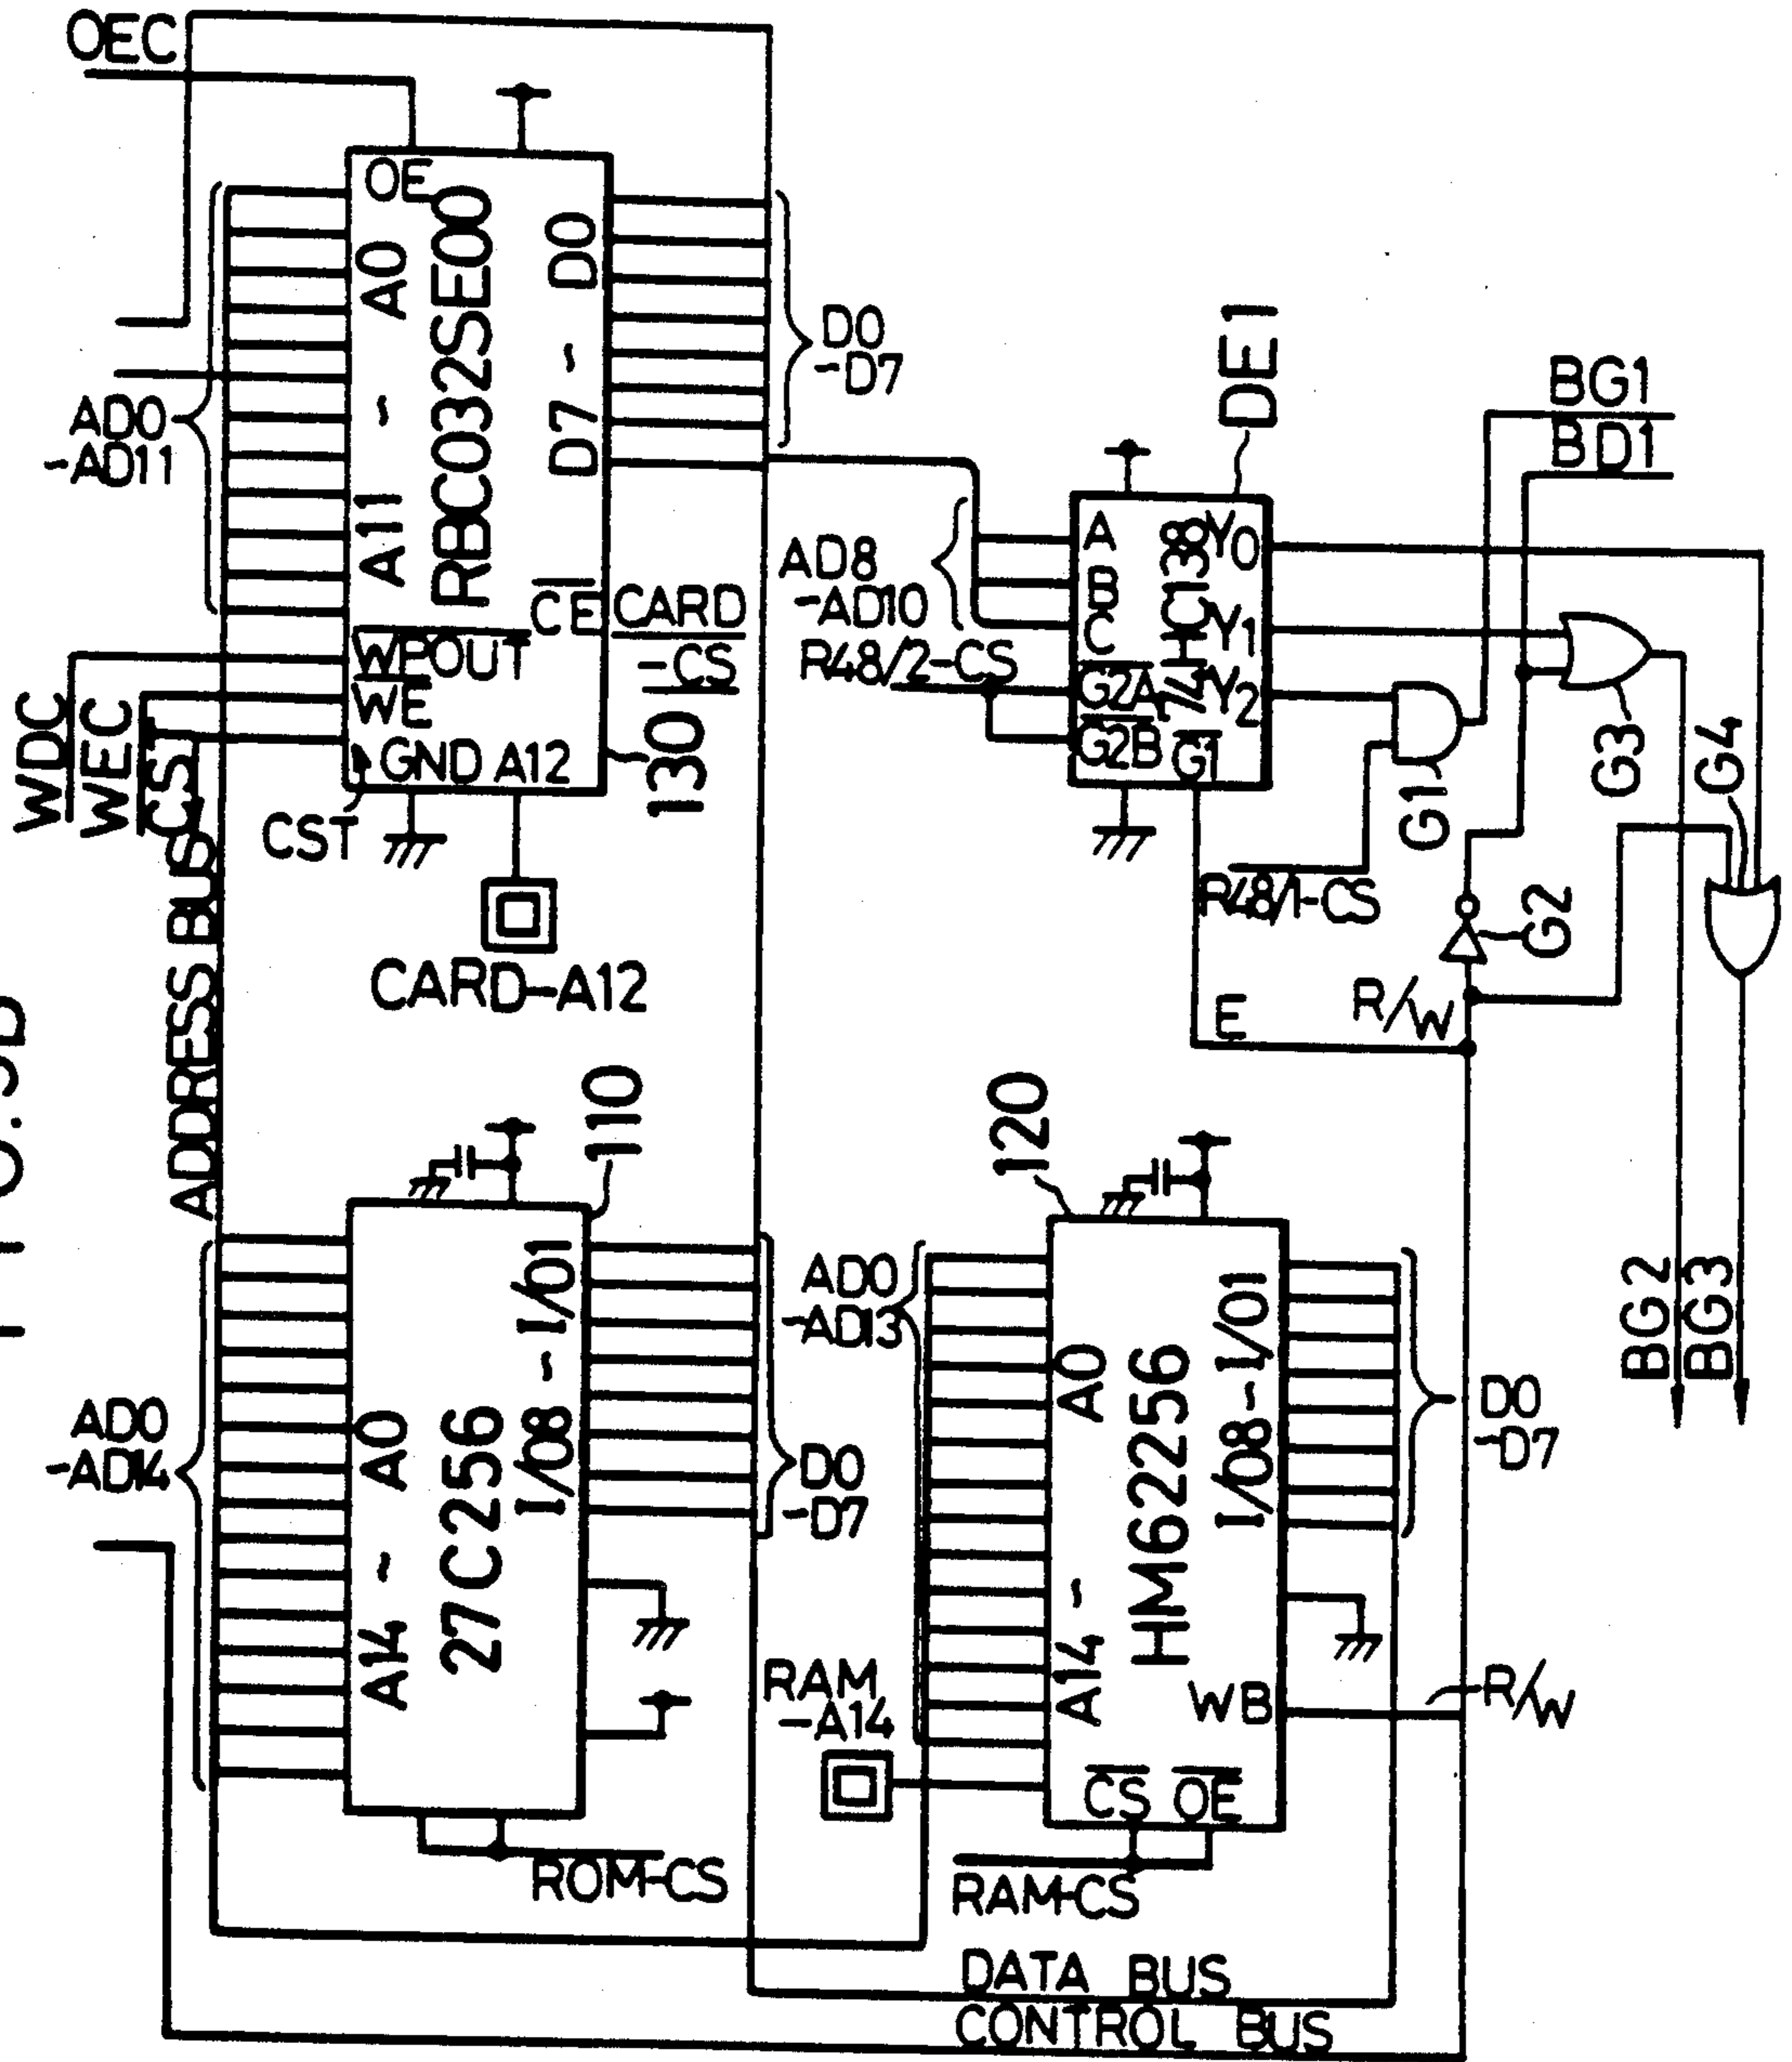 OEC
OE
A11 ~ A0
RBC032SE00
D7 ~ D0
AD0
-AD11
D0
-D7
WPOUT
WE
CE
CARD
-CS
GND A12
130
WDC
WEC
CST
CST
CARD-A12
ADDRESS BUS
DE1
AD8
-AD10
R48/2-CS
A
B
C
G2A
G2B
G1
74HC138
Y0
Y1
Y2
BG1
BD1
G1
G2
G3
G4
R48/1-CS
E
R/W
110
AD0
-AD14
A14 ~ A0
27C256
I/08 ~ I/01
D0
-D7
ROM-CS
120
AD0
-AD13
A14 ~ A0
HM62256
I/08~I/01
D0
-D7
RAM
-A14
WB
R/W
CS OE
RAM-CS
BG2
BG3
DATA BUS
CONTROL BUS